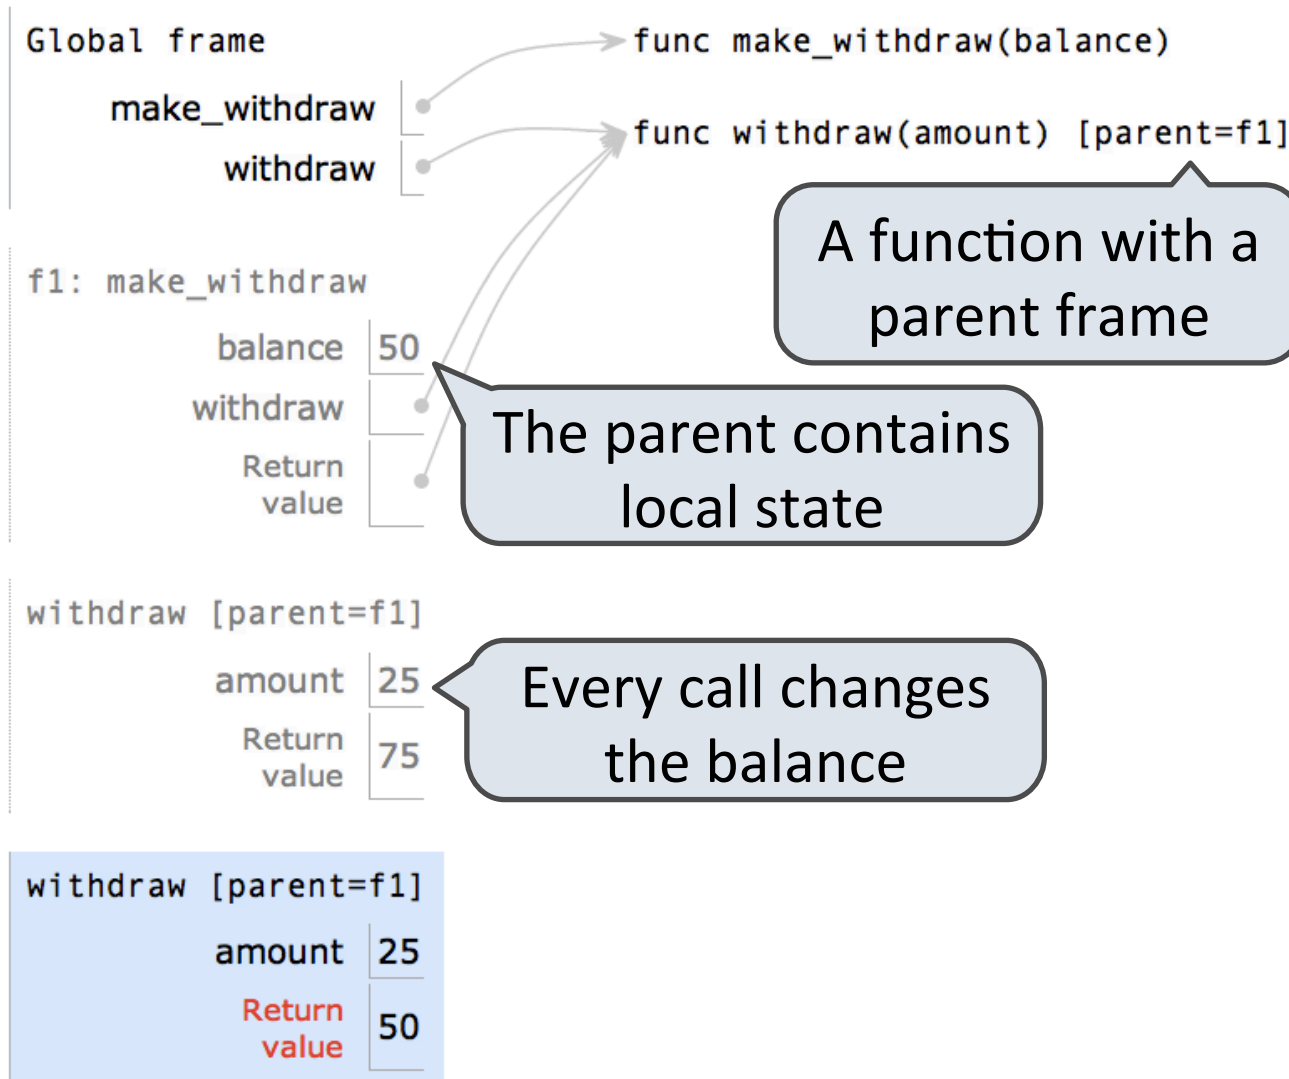 Global frame
func make_withdraw(balance)
make_withdraw
func withdraw(amount) [parent=f1]
withdraw
A function with a
parent frame
f1: make_withdraw
balance 50
withdraw
The parent contains
local state
Return
value
withdraw [parent=f1]
amount 25
Every call changes
the balance
Return
value 75
withdraw [parent=f1]
amount 25
Return
value 50